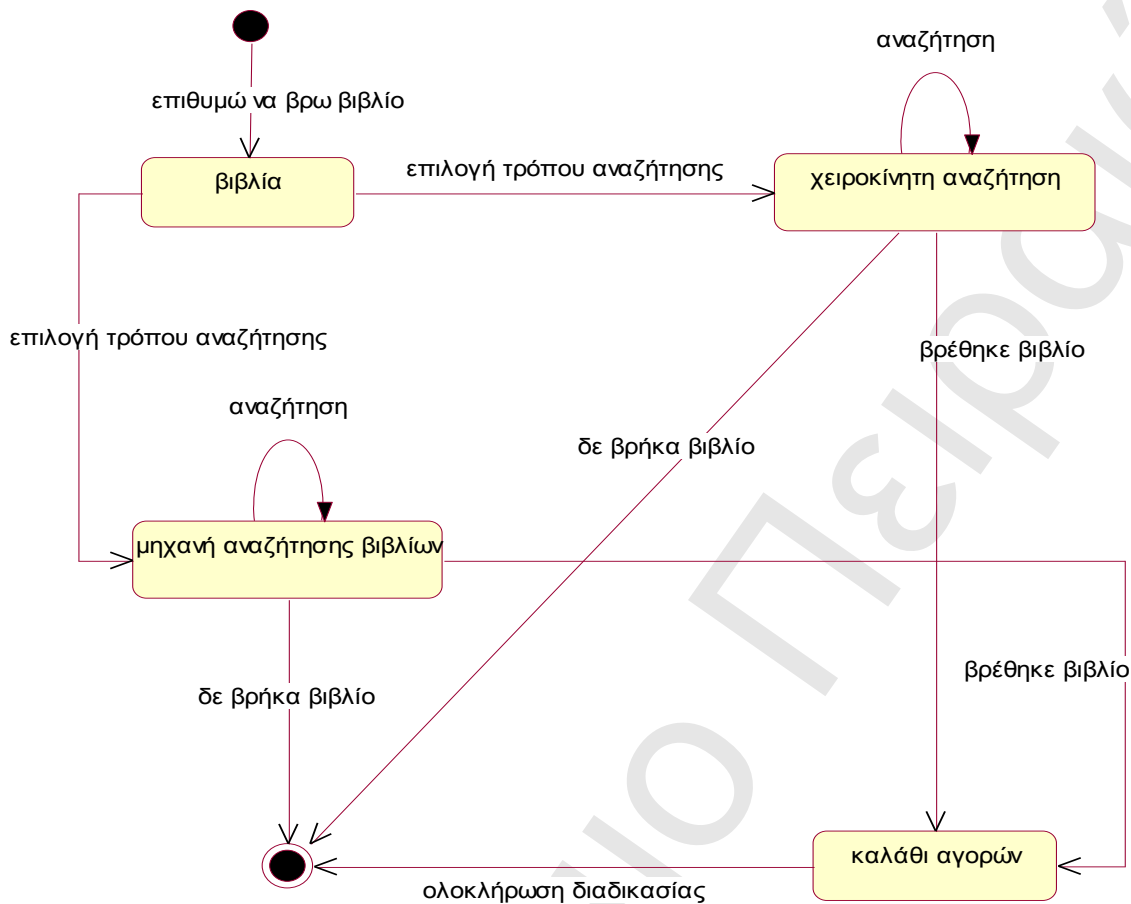 αναζήτηση
επιθυμώ να βρω βιβλίο
βιβλία
επιλογή τρόπου αναζήτησης
χειροκίνητη αναζήτηση
επιλογή τρόπου αναζήτησης
βρέθηκε βιβλίο
αναζήτηση
δε βρήκα βιβλίο
μηχανή αναζήτησης βιβλίων
βρέθηκε βιβλίο
δε βρήκα βιβλίο
καλάθι αγορών
ολοκλήρωση διαδικασίας